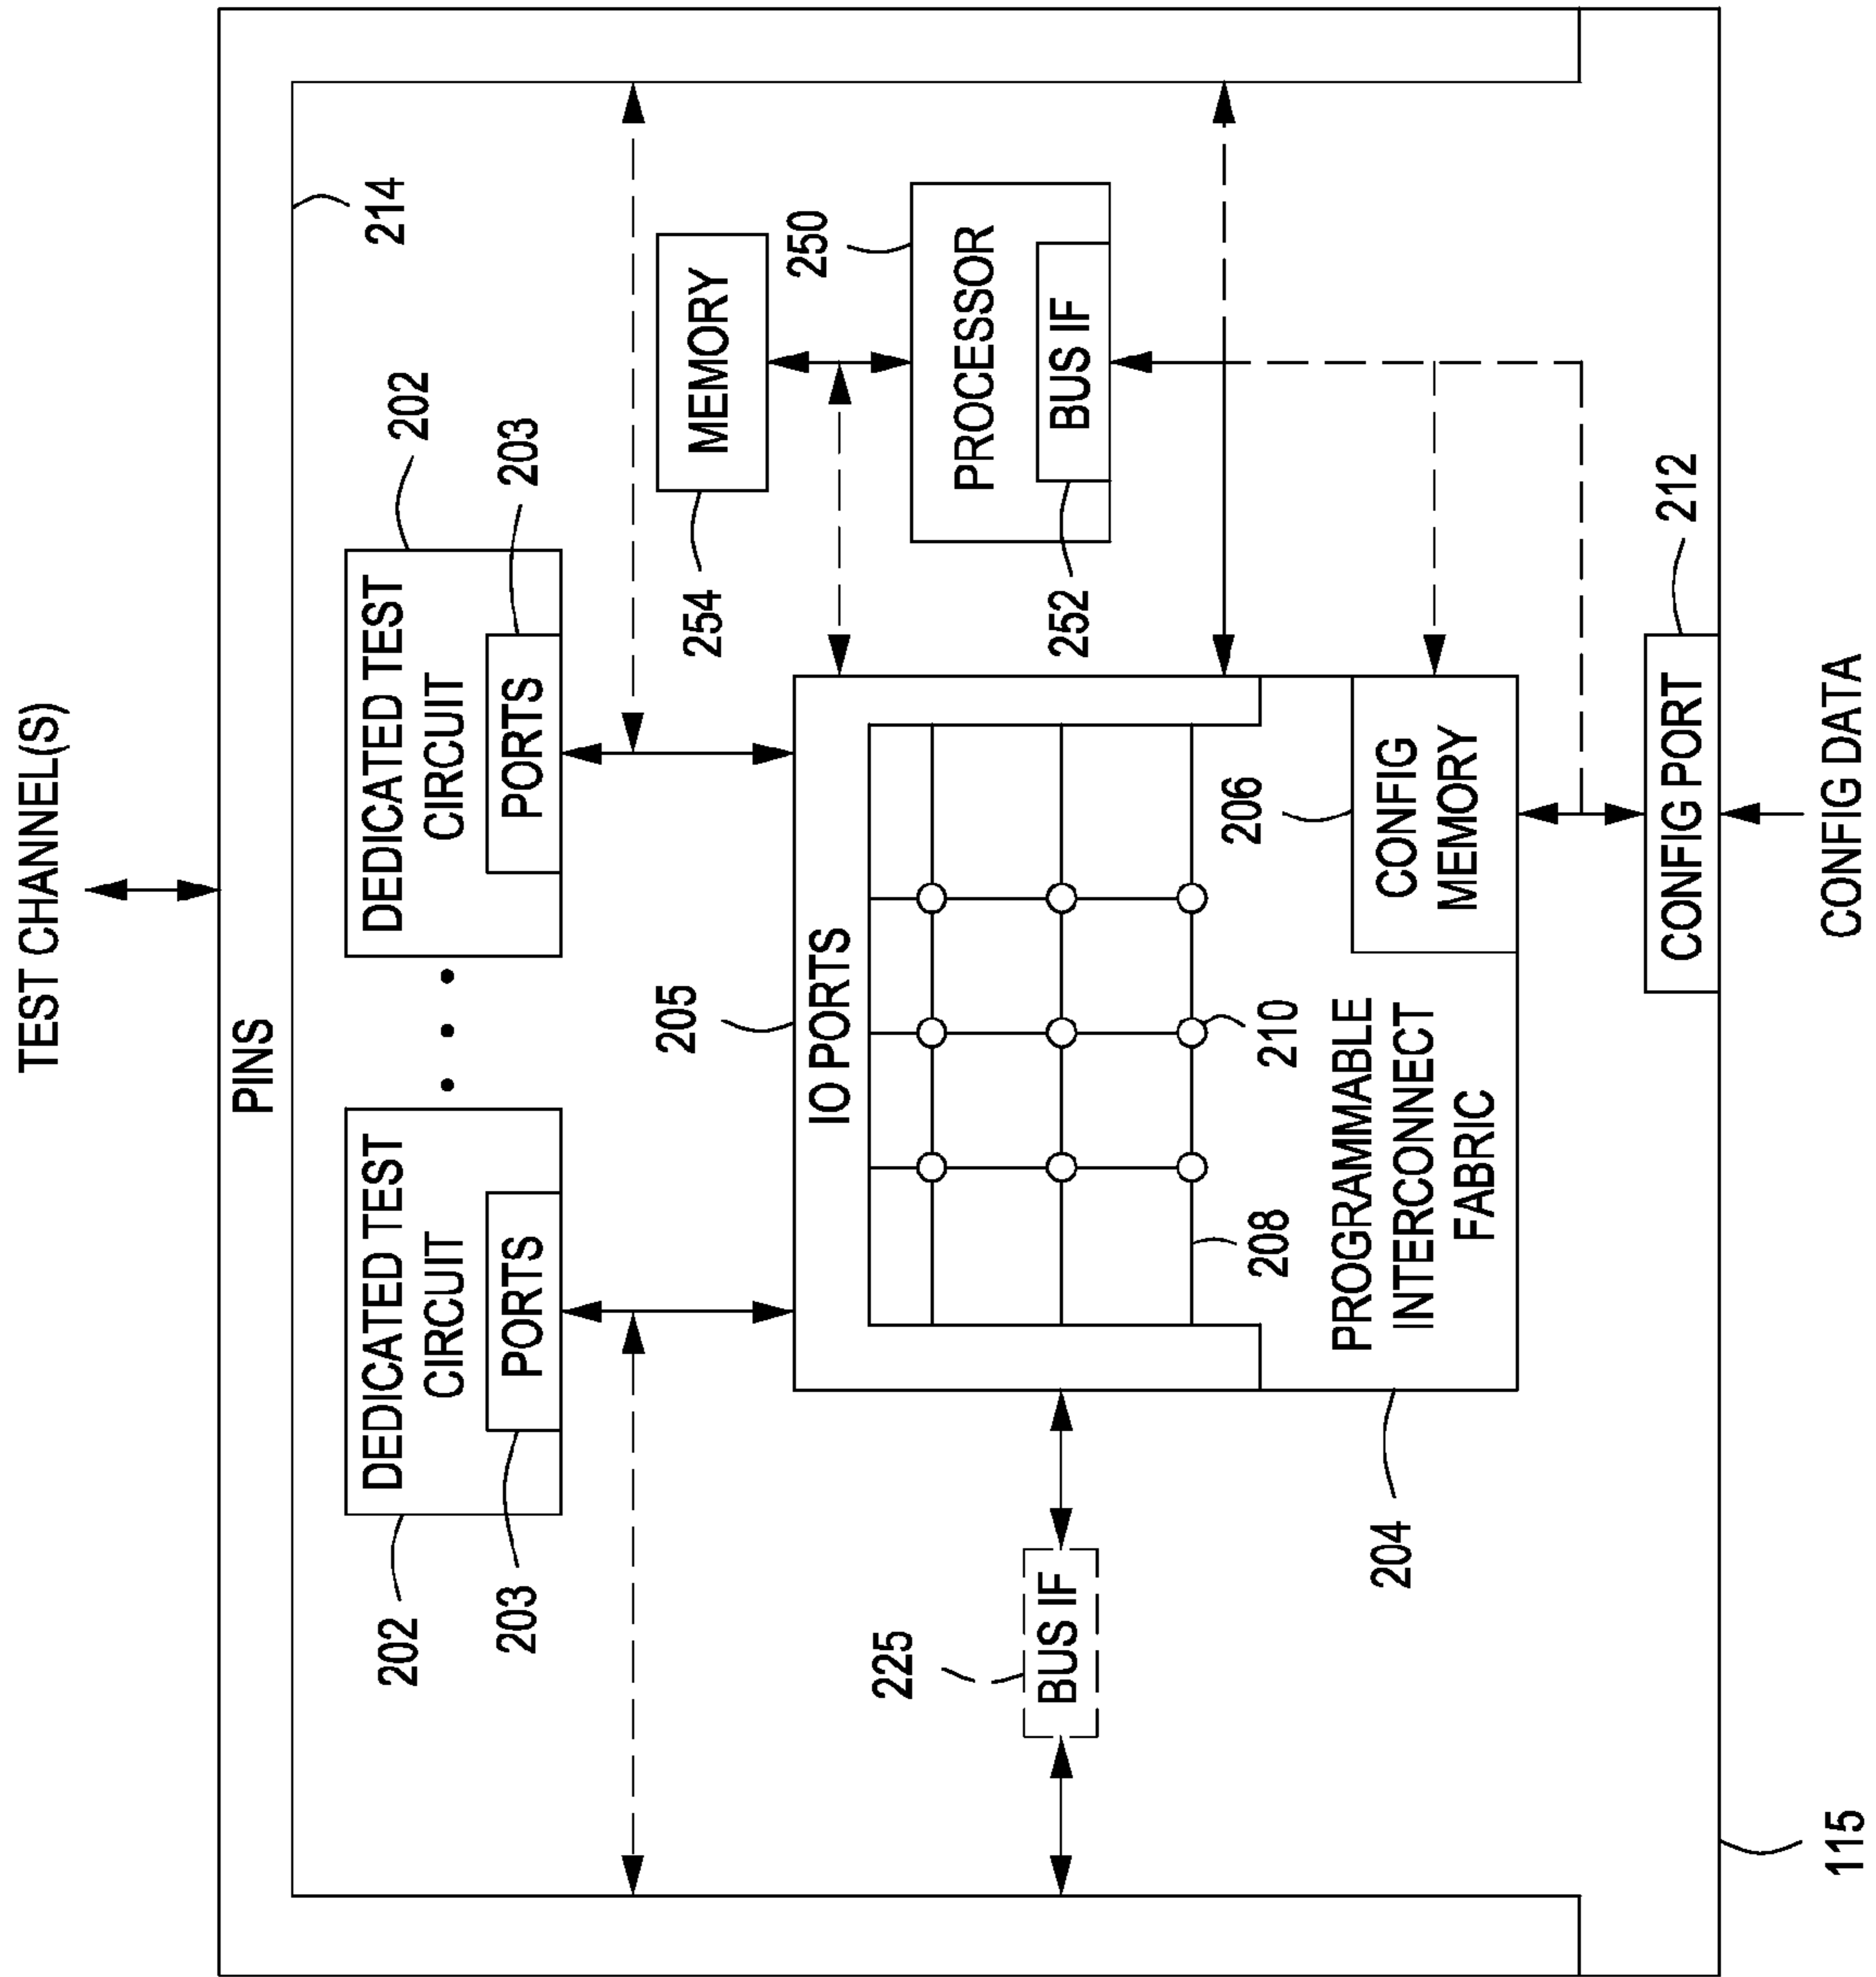 TEST CHANNEL(S)
PINS
214
DEDICATED TEST
CIRCUIT
PORTS
202
203
DEDICATED TEST
CIRCUIT
PORTS
202
203
205
IO PORTS
254
MEMORY
250
PROCESSOR
BUS IF
252
225
BUS IF
208
210
206
CONFIG
MEMORY
PROGRAMMABLE
INTERCONNECT
FABRIC
204
212
CONFIG PORT
115
CONFIG DATA